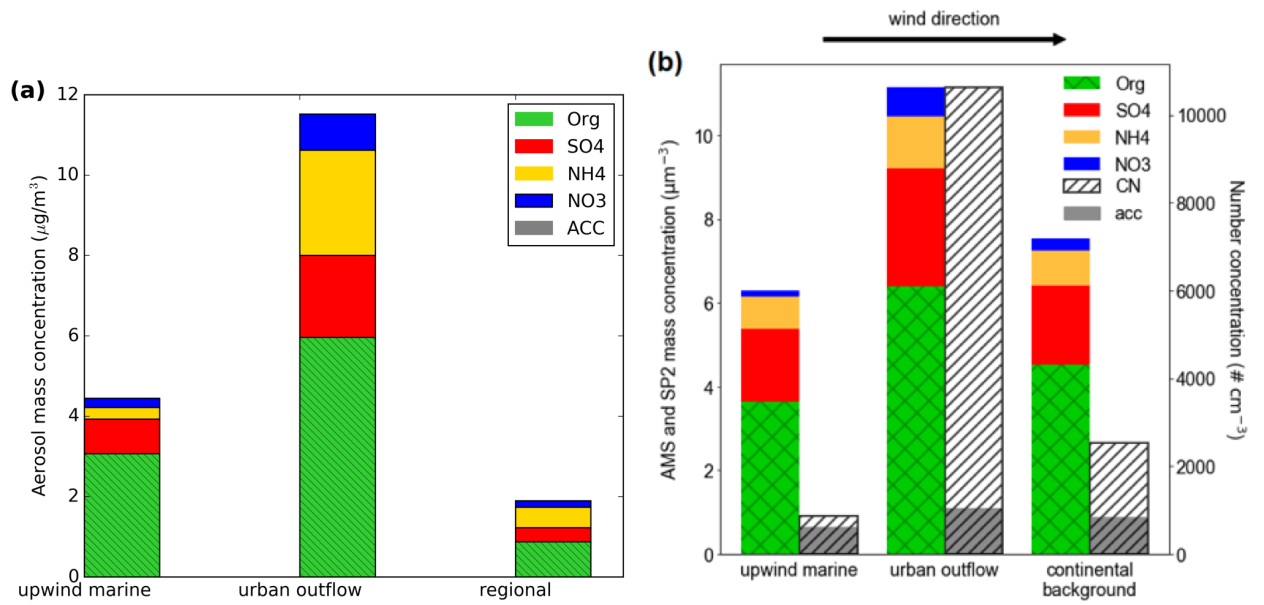 (a)
Aerosol mass concentration (μg/m³)
12
10
8
6
4
2
0
Org
SO4
NH4
NO3
ACC
upwind marine
urban outflow
regional
wind direction
(b)
AMS and SP2 mass concentration (μm⁻³)
10
8
6
4
2
0
Org
SO4
NH4
NO3
CN
acc
10000
8000
6000
4000
2000
0
Number concentration (# cm⁻³)
upwind marine
urban outflow
continental
background